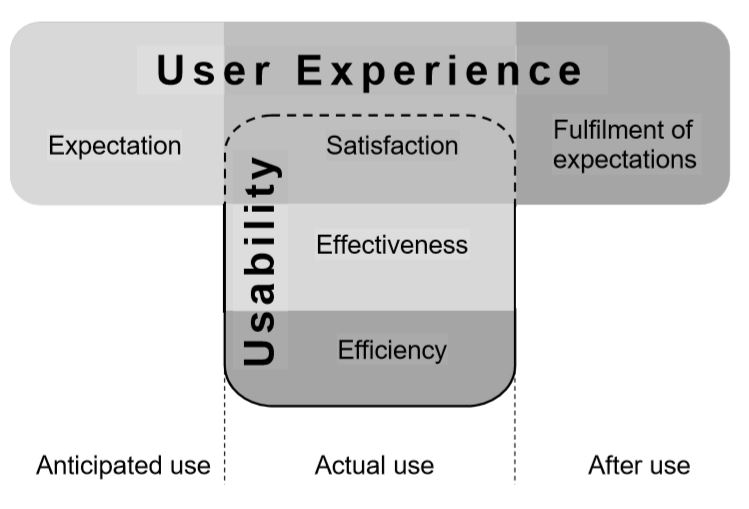 User Experience
Expectation
Satisfaction
Fulfilment of
expectations
Usability
Effectiveness
Efficiency
Anticipated use
Actual use
After use